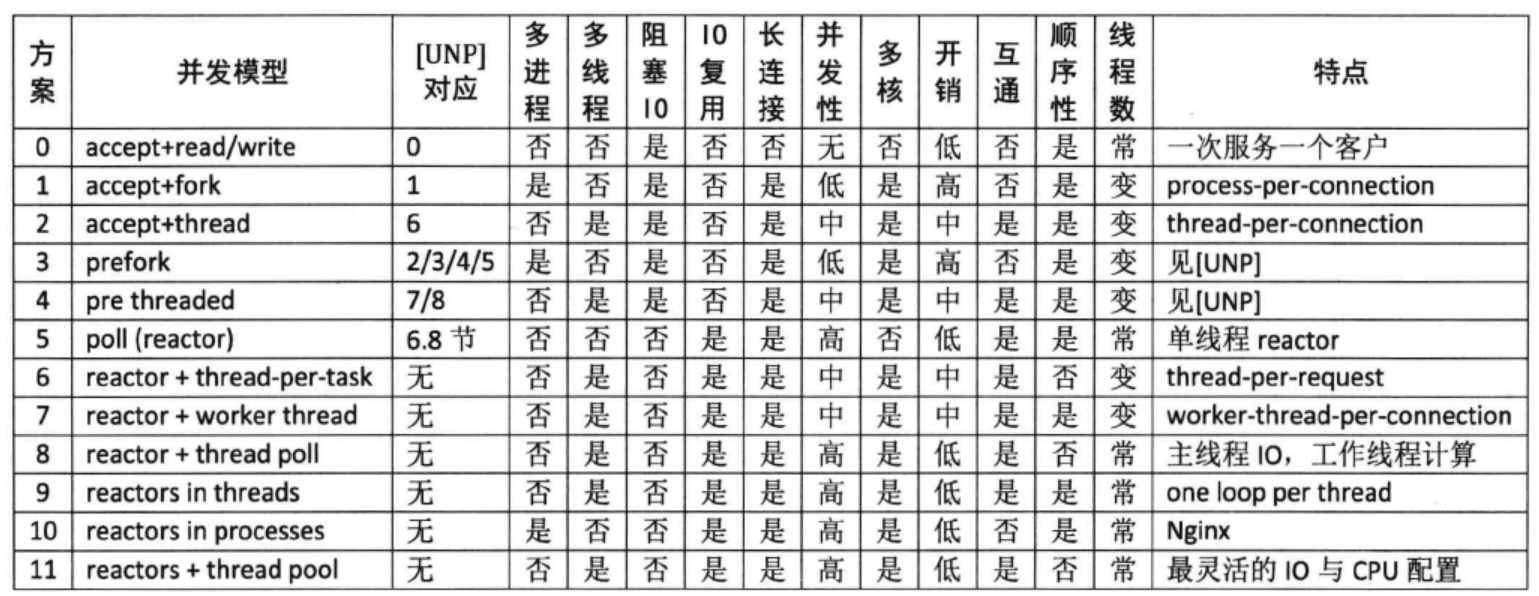 方案 并发模型 [UNP]对应 多进程 多线程 阻塞IO IO复用 长连接 并发性 多核 开销 互通 顺序性 线程数 特点
0 accept+read/write 0 否 否 是 否 否 无 否 低 否 是 常 一次服务一个客户
1 accept+fork 1 是 否 是 否 是 低 是 高 否 是 变 process-per-connection
2 accept+thread 6 否 是 是 否 是 中 是 中 是 是 变 thread-per-connection
3 prefork 2/3/4/5 是 否 是 否 是 低 是 高 否 是 变 见[UNP]
4 pre threaded 7/8 否 是 是 否 是 中 是 中 是 是 变 见[UNP]
5 poll (reactor) 6.8 节 否 否 否 是 是 高 否 低 是 是 常 单线程 reactor
6 reactor + thread-per-task 无 否 是 否 是 是 中 是 中 是 否 变 thread-per-request
7 reactor + worker thread 无 否 是 否 是 是 中 是 中 是 是 变 worker-thread-per-connection
8 reactor + thread poll 无 否 是 否 是 是 高 是 低 是 否 常 主线程 IO，工作线程计算
9 reactors in threads 无 否 是 否 是 是 高 是 低 是 是 常 one loop per thread
10 reactors in processes 无 是 否 否 是 是 高 是 低 否 是 常 Nginx
11 reactors + thread pool 无 否 是 否 是 是 高 是 低 是 否 常 最灵活的 IO 与 CPU 配置